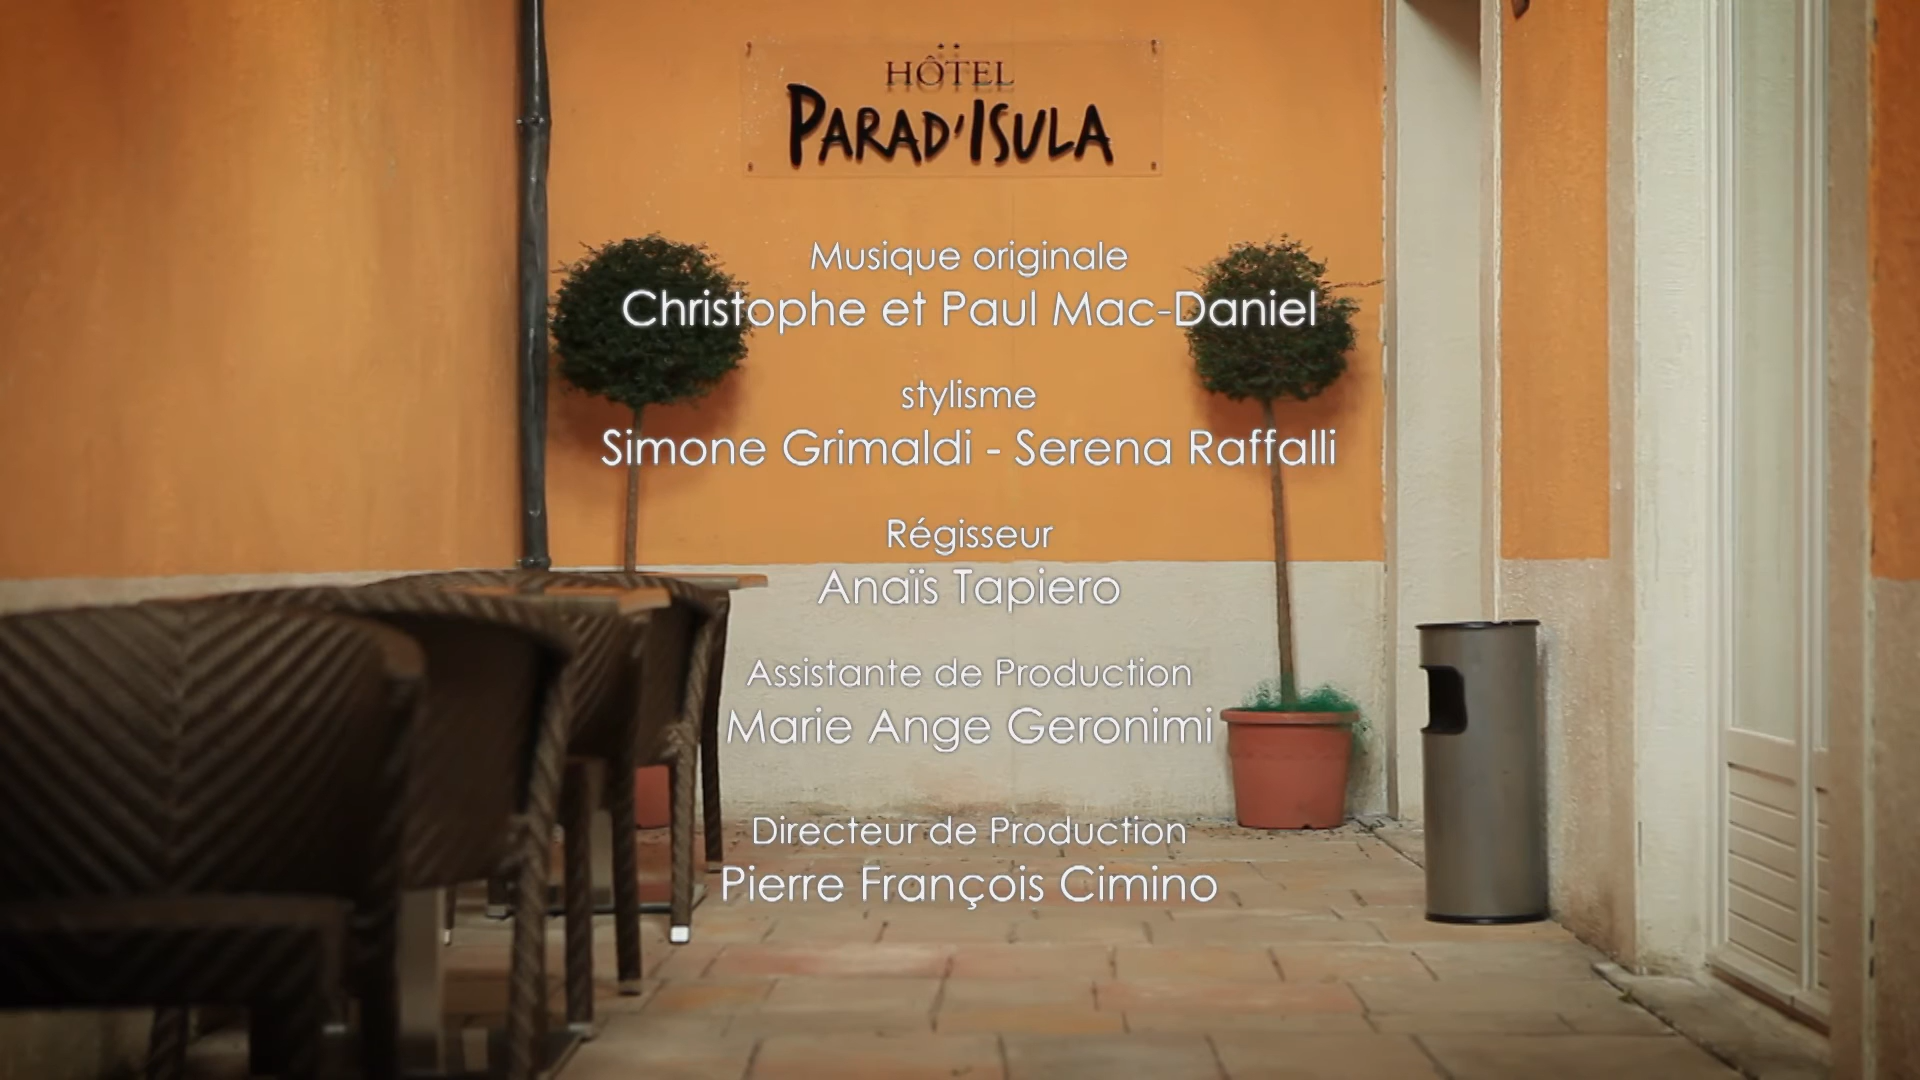 HÔTEL
PARAD'ISULA
Musique originale
Christophe et Paul Mac-Daniel
stylisme
Simone Grimaldi - Serena Raffalli
Régisseur
Anaïs Tapiero
Assistante de Production
Marie Ange Geronimi
Directeur de Production
Pierre François Cimino